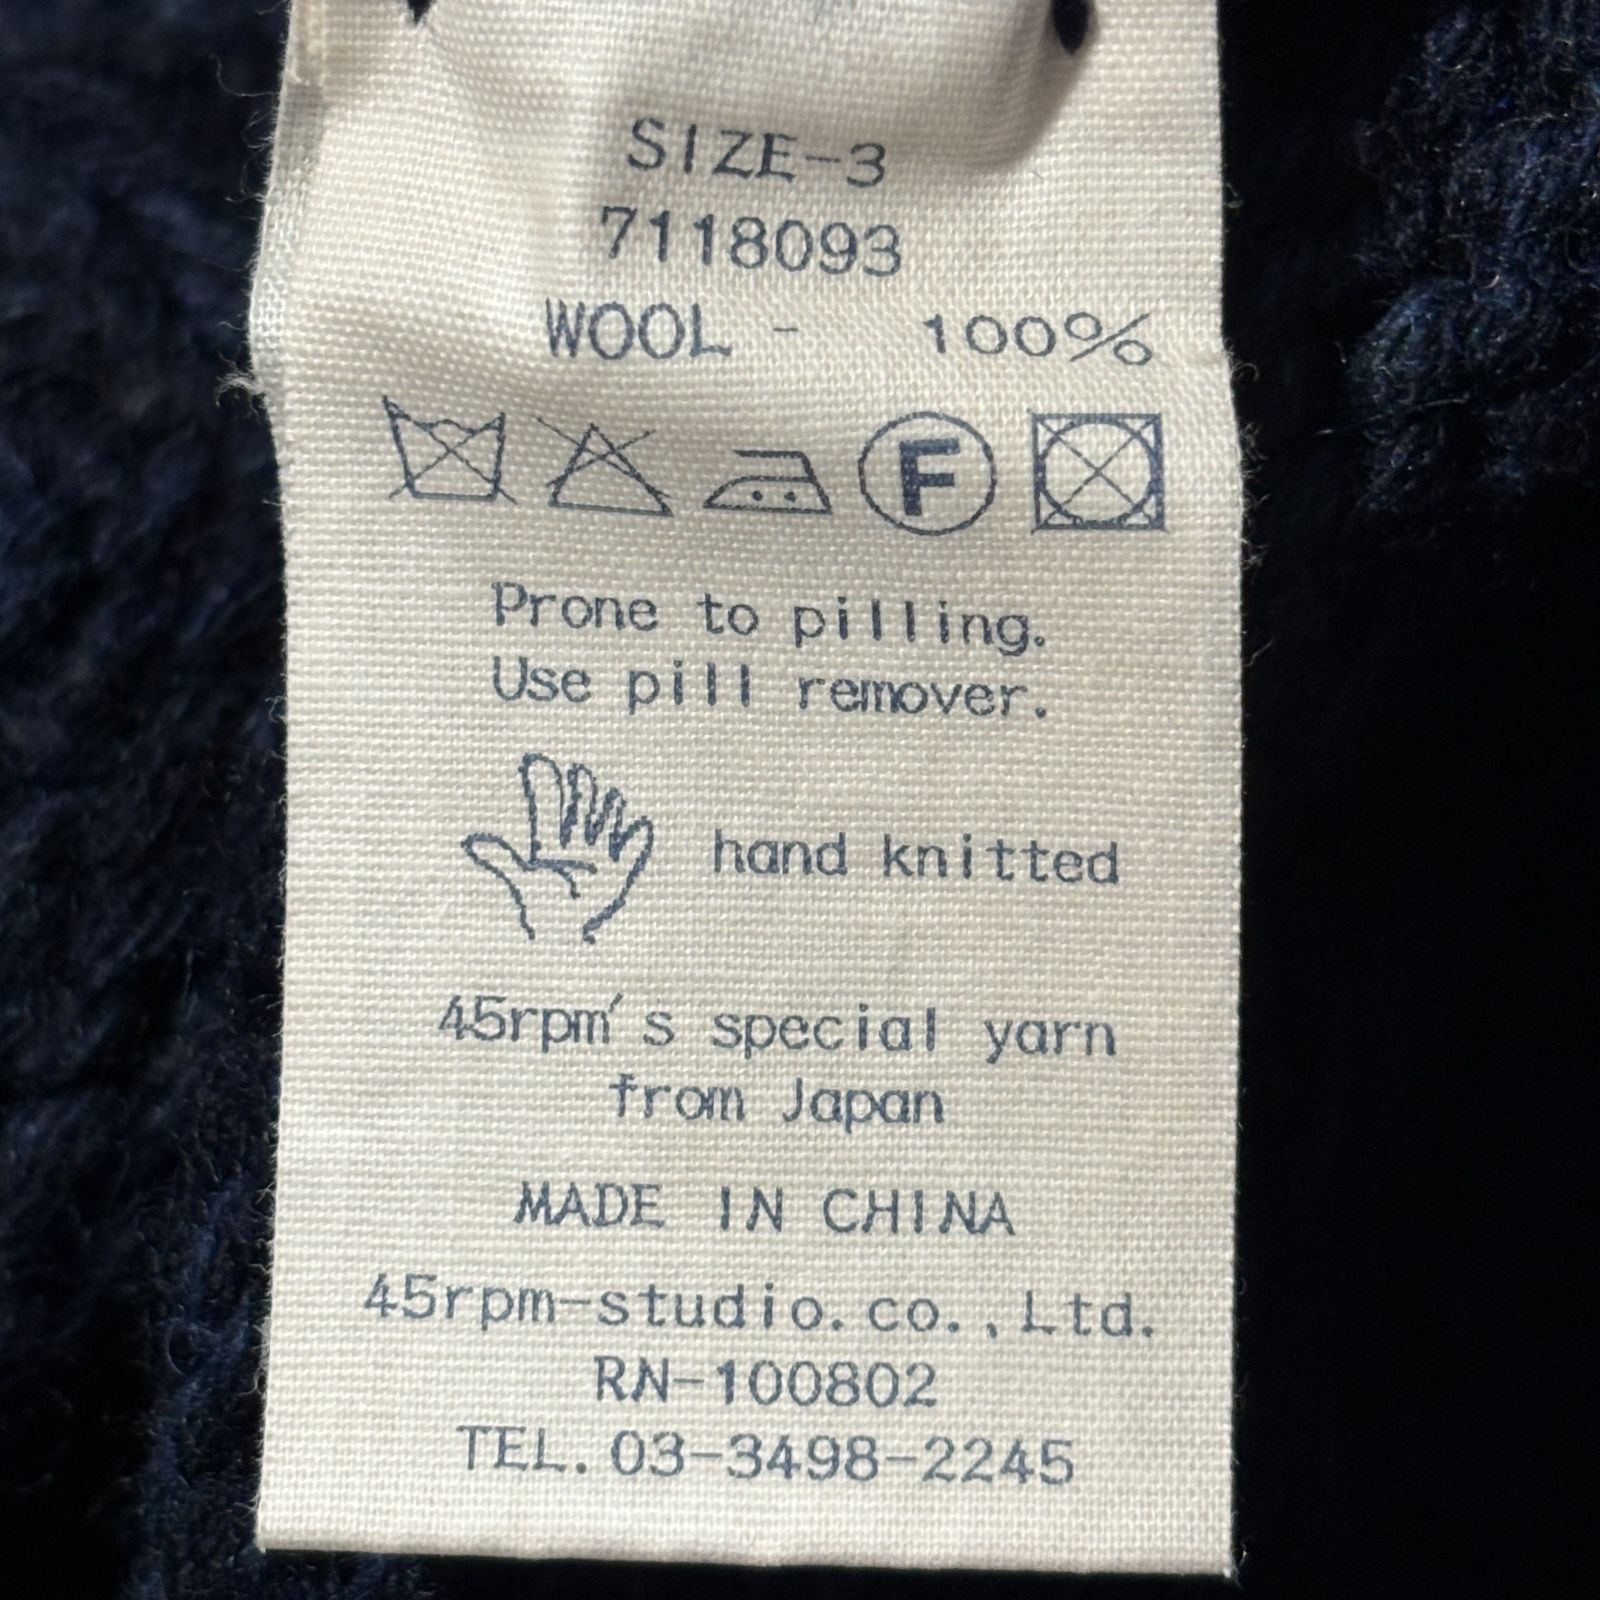 SIZE-3
7118093
WOOL - 100%
F
Prone to pilling.
Use pill remover.
hand knitted
45rpm's special yarn
from Japan
MADE IN CHINA
45rpm-studio.co.,Ltd.
RN-100802
TEL.03-3498-2245